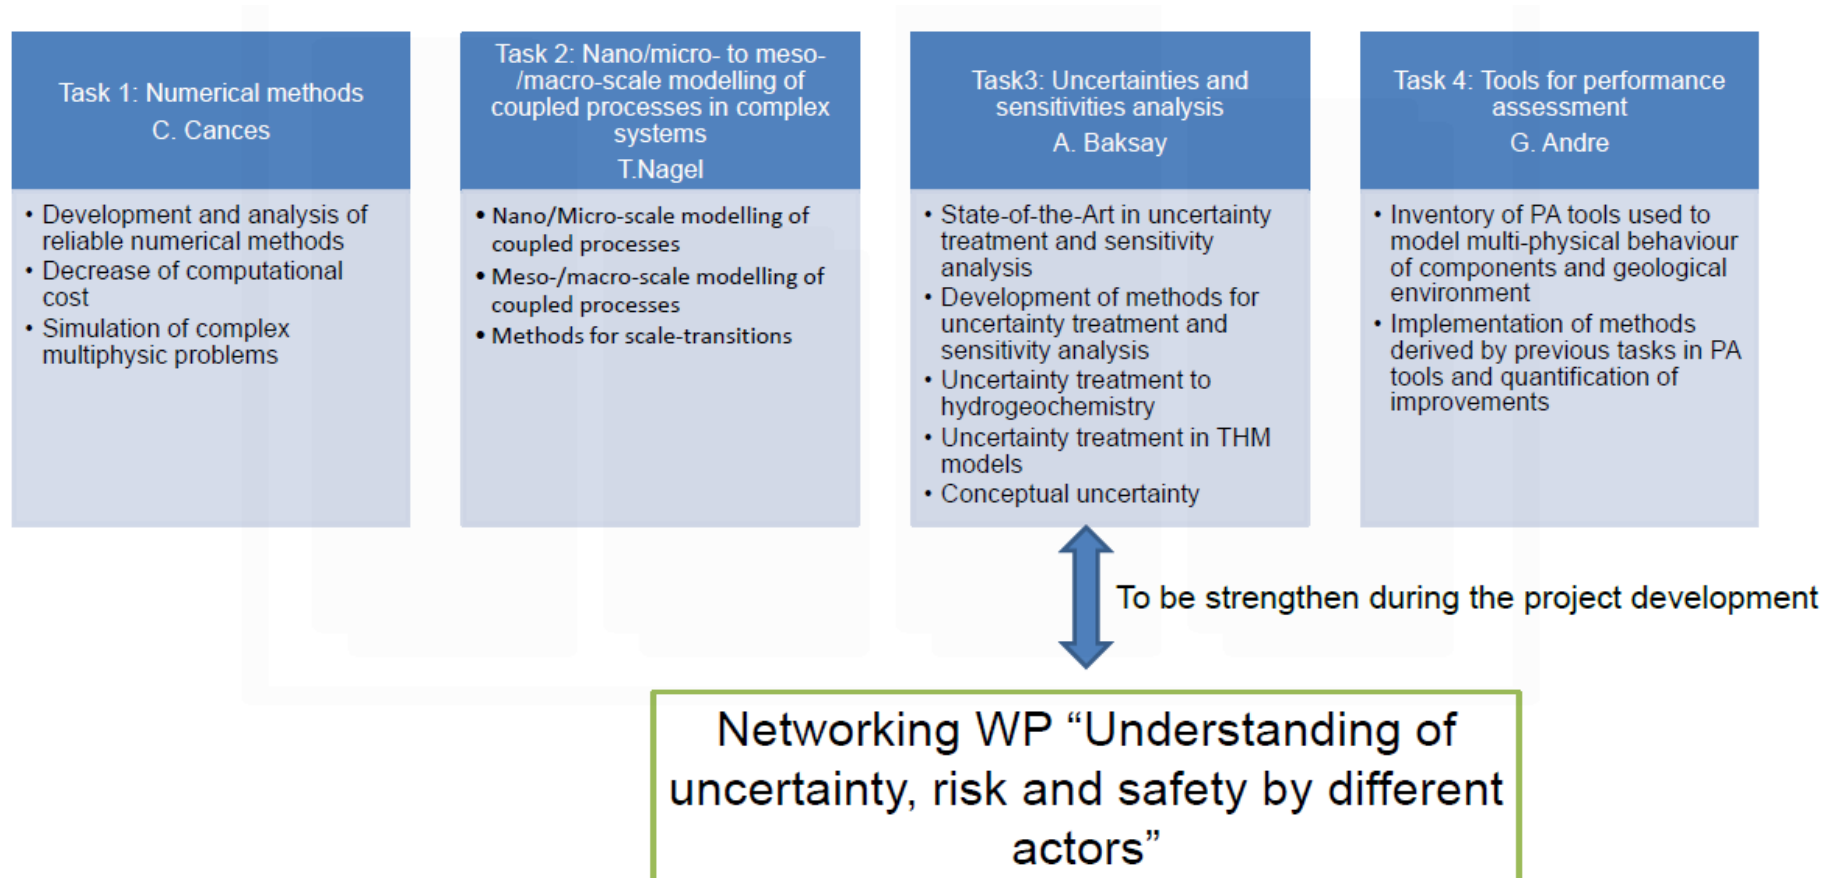 Task 1: Numerical methods
C. Cances
• Development and analysis of
reliable numerical methods
• Decrease of computational
cost
• Simulation of complex
multiphysic problems
Task 2: Nano/micro- to meso-
/macro-scale modelling of
coupled processes in complex
systems
T.Nagel
• Nano/Micro-scale modelling of
coupled processes
• Meso-/macro-scale modelling of
coupled processes
• Methods for scale-transitions
Task3: Uncertainties and
sensitivities analysis
A. Baksay
• State-of-the-Art in uncertainty
treatment and sensitivity
analysis
• Development of methods for
uncertainty treatment and
sensitivity analysis
• Uncertainty treatment to
hydrogeochemistry
• Uncertainty treatment in THM
models
• Conceptual uncertainty
Task 4: Tools for performance
assessment
G. Andre
• Inventory of PA tools used to
model multi-physical behaviour
of components and geological
environment
• Implementation of methods
derived by previous tasks in PA
tools and quantification of
improvements
To be strengthen during the project development
Networking WP “Understanding of
uncertainty, risk and safety by different
actors”